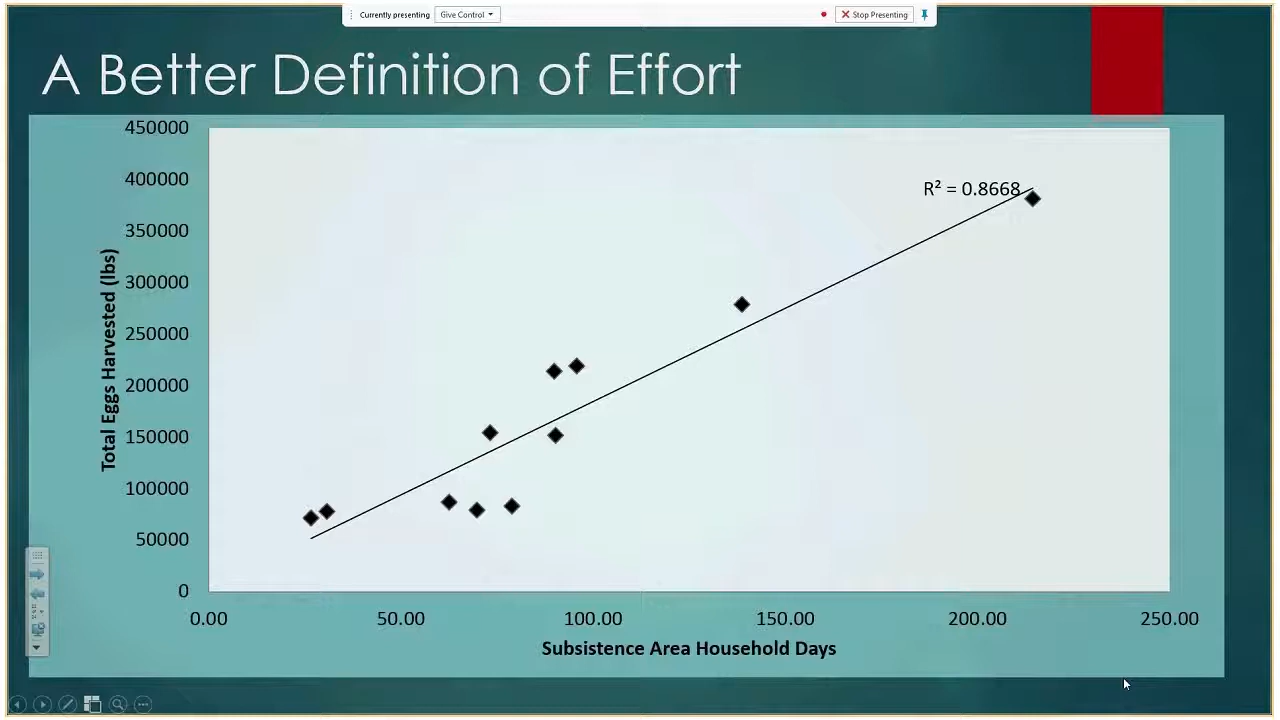 Currently presenting
Give Control
Stop Presenting
A Better Definition of Effort
450000
400000
350000
300000
250000
200000
150000
100000
50000
0
Total Eggs Harvested (lbs)
R² = 0.8668
0.00 50.00 100.00 150.00 200.00 250.00
Subsistence Area Household Days